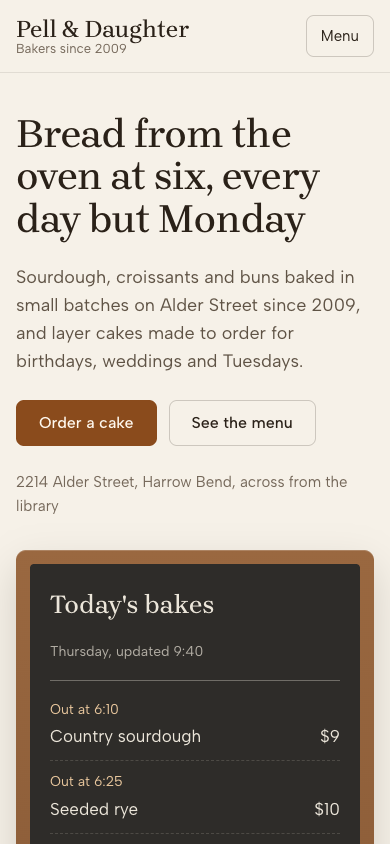 Pell & Daughter
Bakers since 2009
Menu
Bread from the
oven at six, every
day but Monday
Sourdough, croissants and buns baked in
small batches on Alder Street since 2009,
and layer cakes made to order for
birthdays, weddings and Tuesdays.
Order a cake
See the menu
2214 Alder Street, Harrow Bend, across from the
library
Today's bakes
Thursday, updated 9:40
Out at 6:10
Country sourdough $9
Out at 6:25
Seeded rye $10